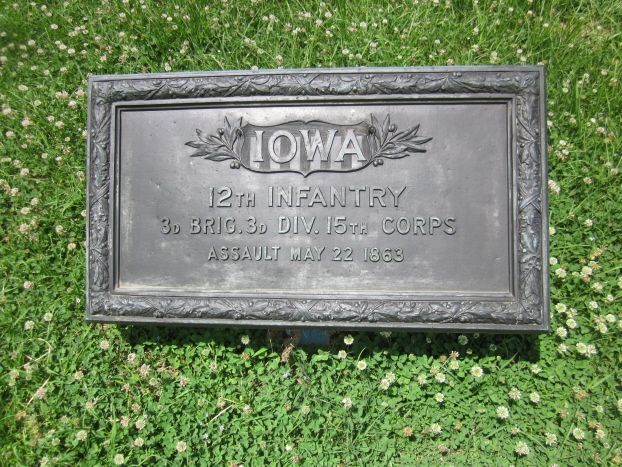 IOWA
12TH INFANTRY
3D BRIG. 3D DIV. 15TH CORPS
ASSAULT MAY 22 1863